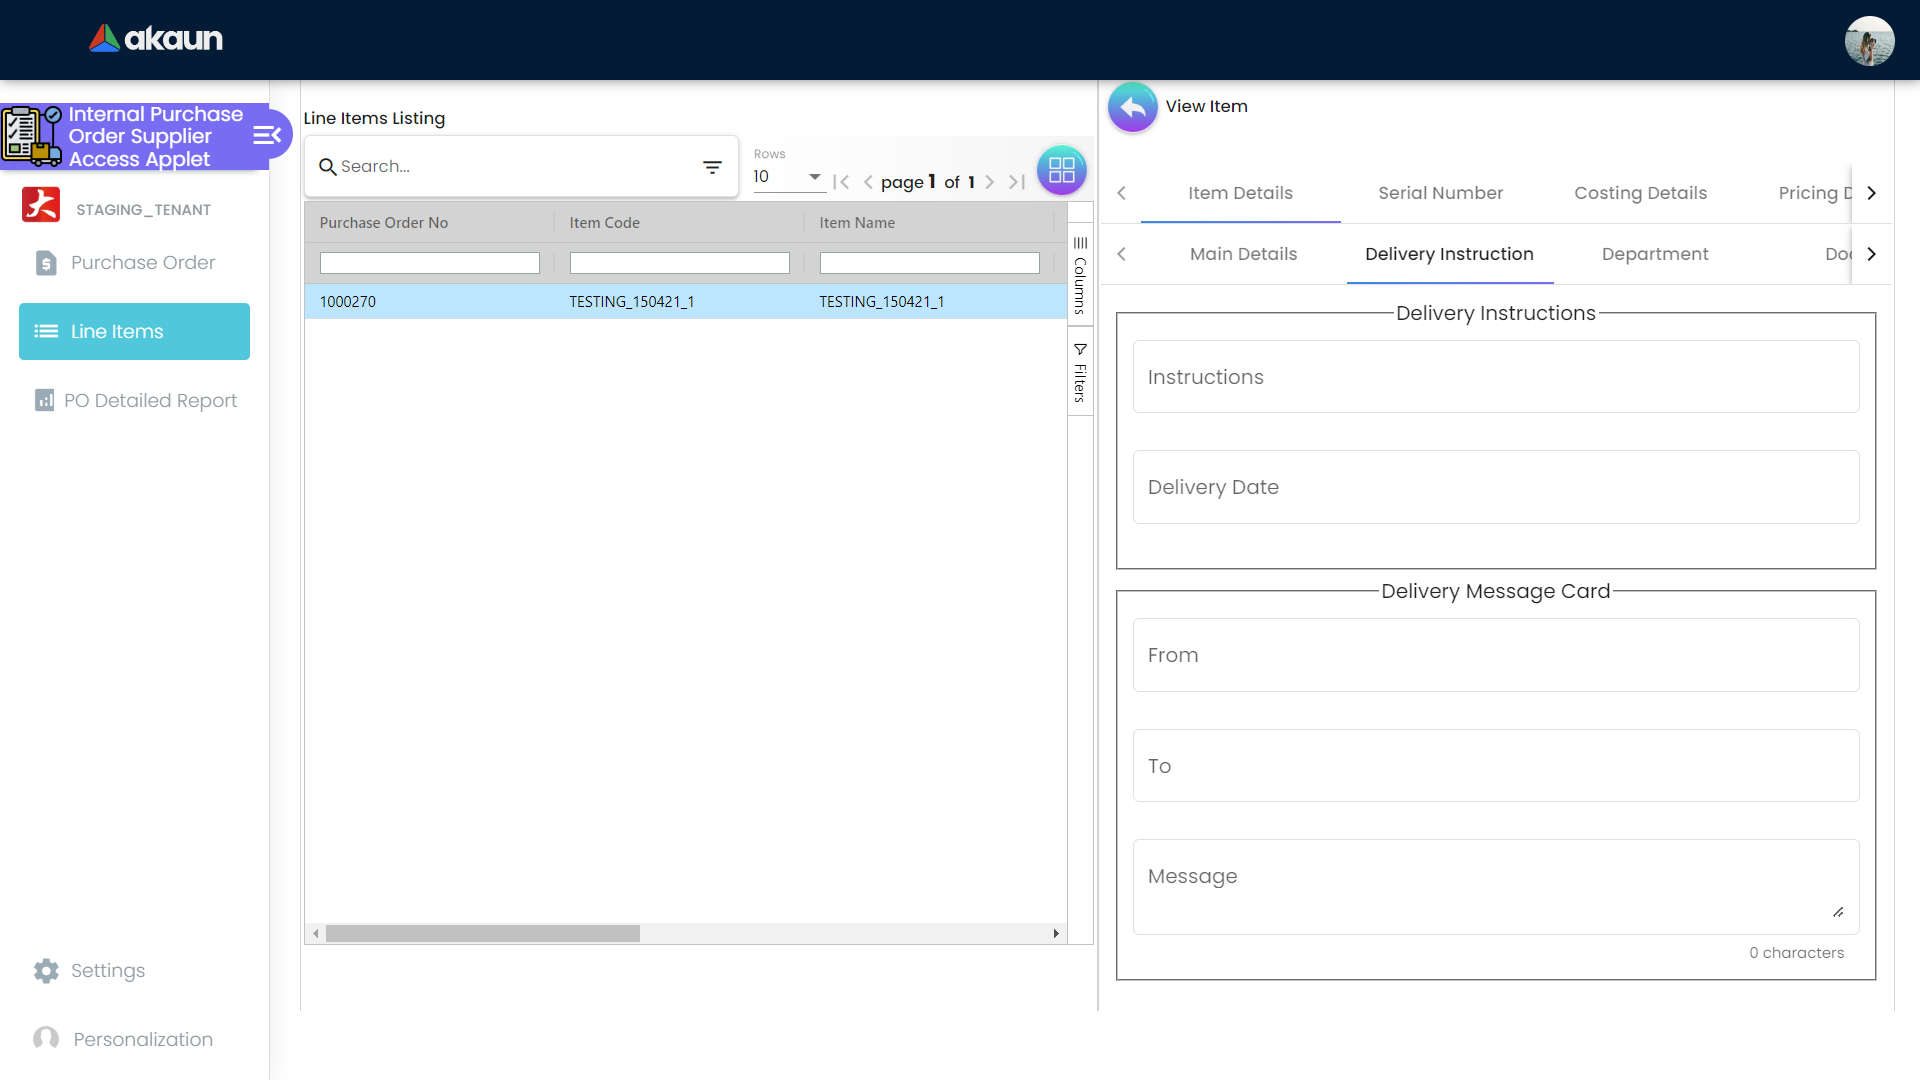 akaun
Internal Purchase
Order Supplier
Access Applet
STAGING_TENANT
Purchase Order
Line Items
PO Detailed Report
Settings
Personalization
Line Items Listing
Search...
Rows
10
page 1 of 1
Purchase Order No
Item Code
Item Name
1000270
TESTING_150421_1
TESTING_150421_1
Columns
Filters
View Item
Item Details
Serial Number
Costing Details
Pricing D
Main Details
Delivery Instruction
Department
Doc
Delivery Instructions
Instructions
Delivery Date
Delivery Message Card
From
To
Message
0 characters